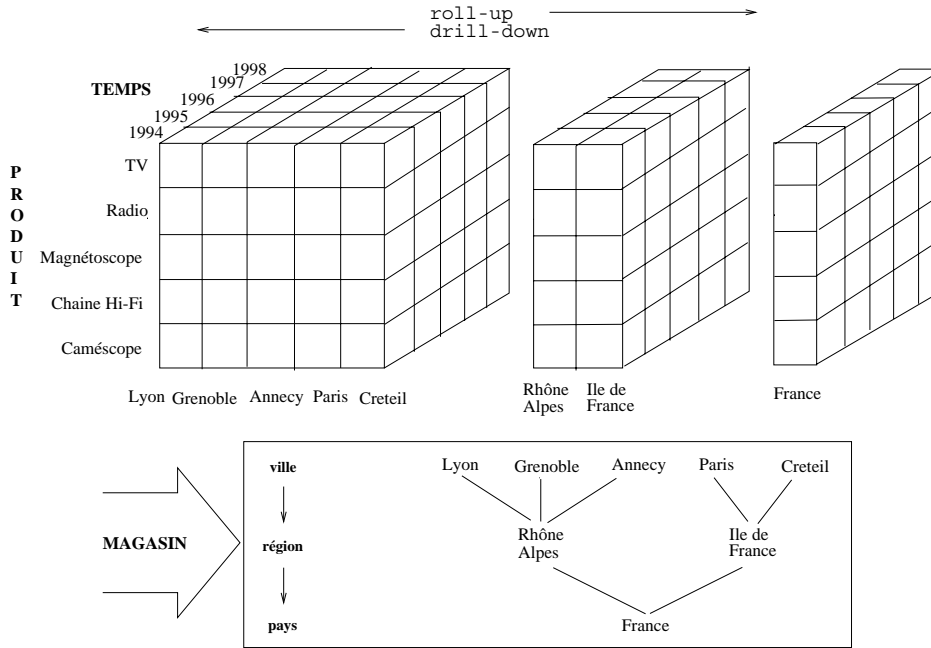 roll-up
drill-down
TEMPS
1998
1997
1996
1995
1994
PRODUIT
TV
Radio
Magnétoscope
Chaine Hi-Fi
Caméscope
Lyon Grenoble Annecy Paris Creteil
Rhône Alpes
Ile de France
France
MAGASIN
ville
région
pays
Lyon Grenoble Annecy Paris Creteil
Rhône Alpes
Ile de France
France